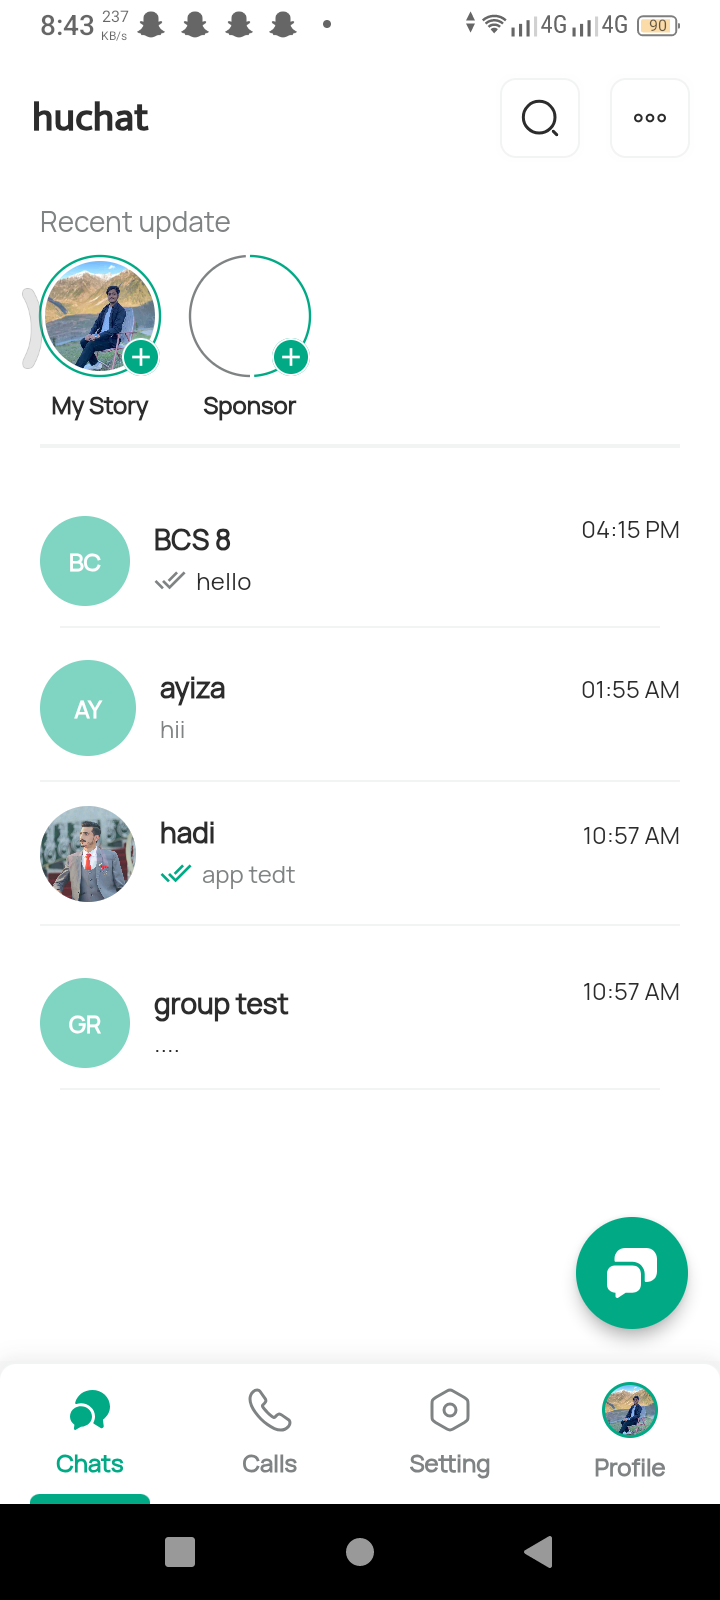 8:43 237 KB/s 4G 4G 90
huchat
Recent update
My Story Sponsor
BC BCS 8 04:15 PM
hello
AY ayiza 01:55 AM
hii
hadi 10:57 AM
app tedt
GR group test 10:57 AM
....
Chats Calls Setting Profile